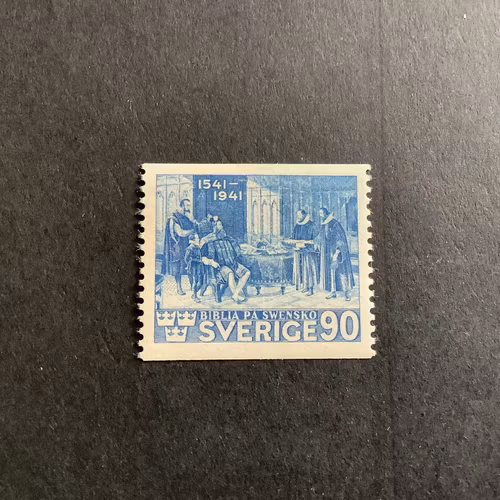 1541–
1941
BIBLIA PÅ SWENSKO
SVERIGE 90